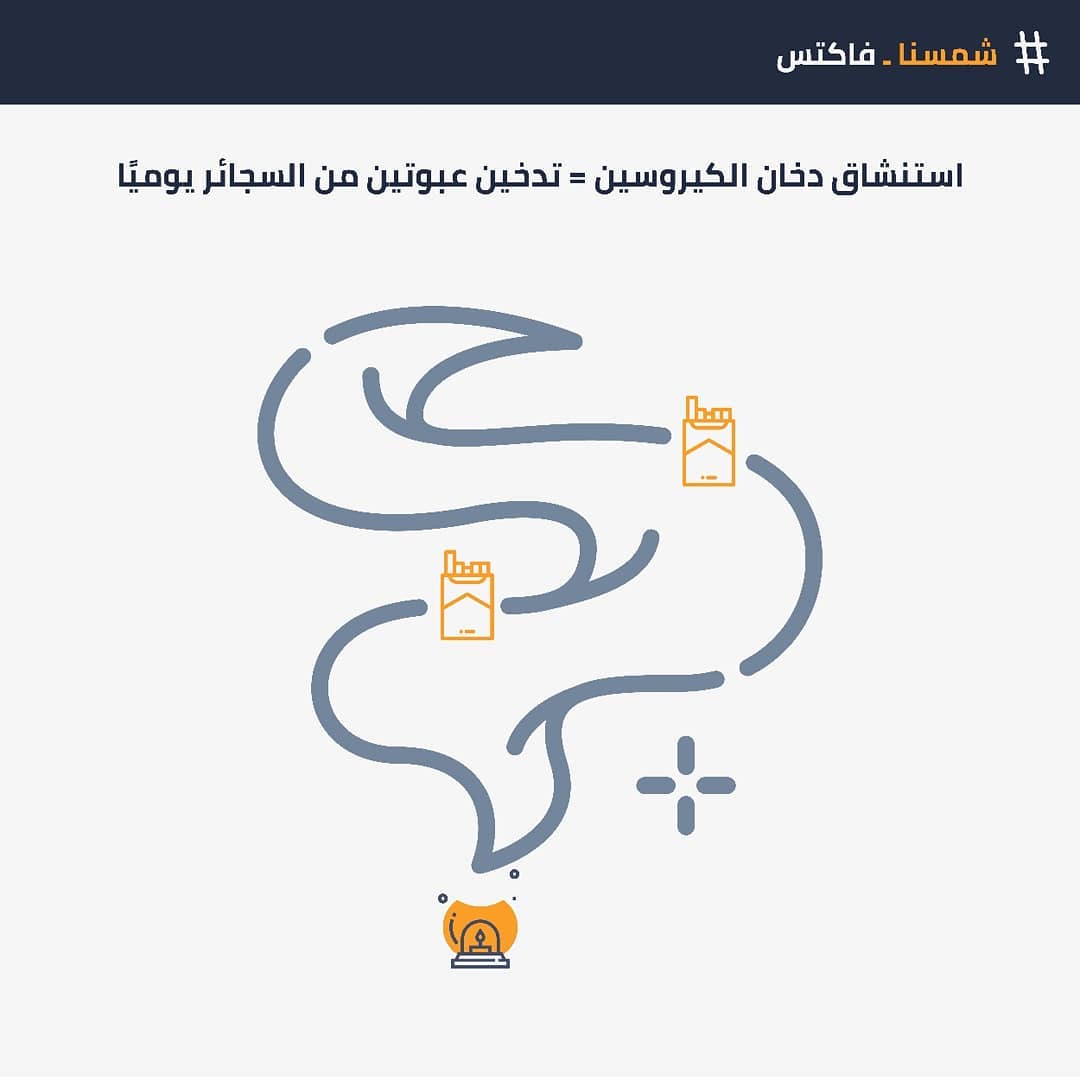 # شمسنا - فاكتس
استنشاق دخان الكيروسين = تدخين عبوتين من السجائر يوميًا